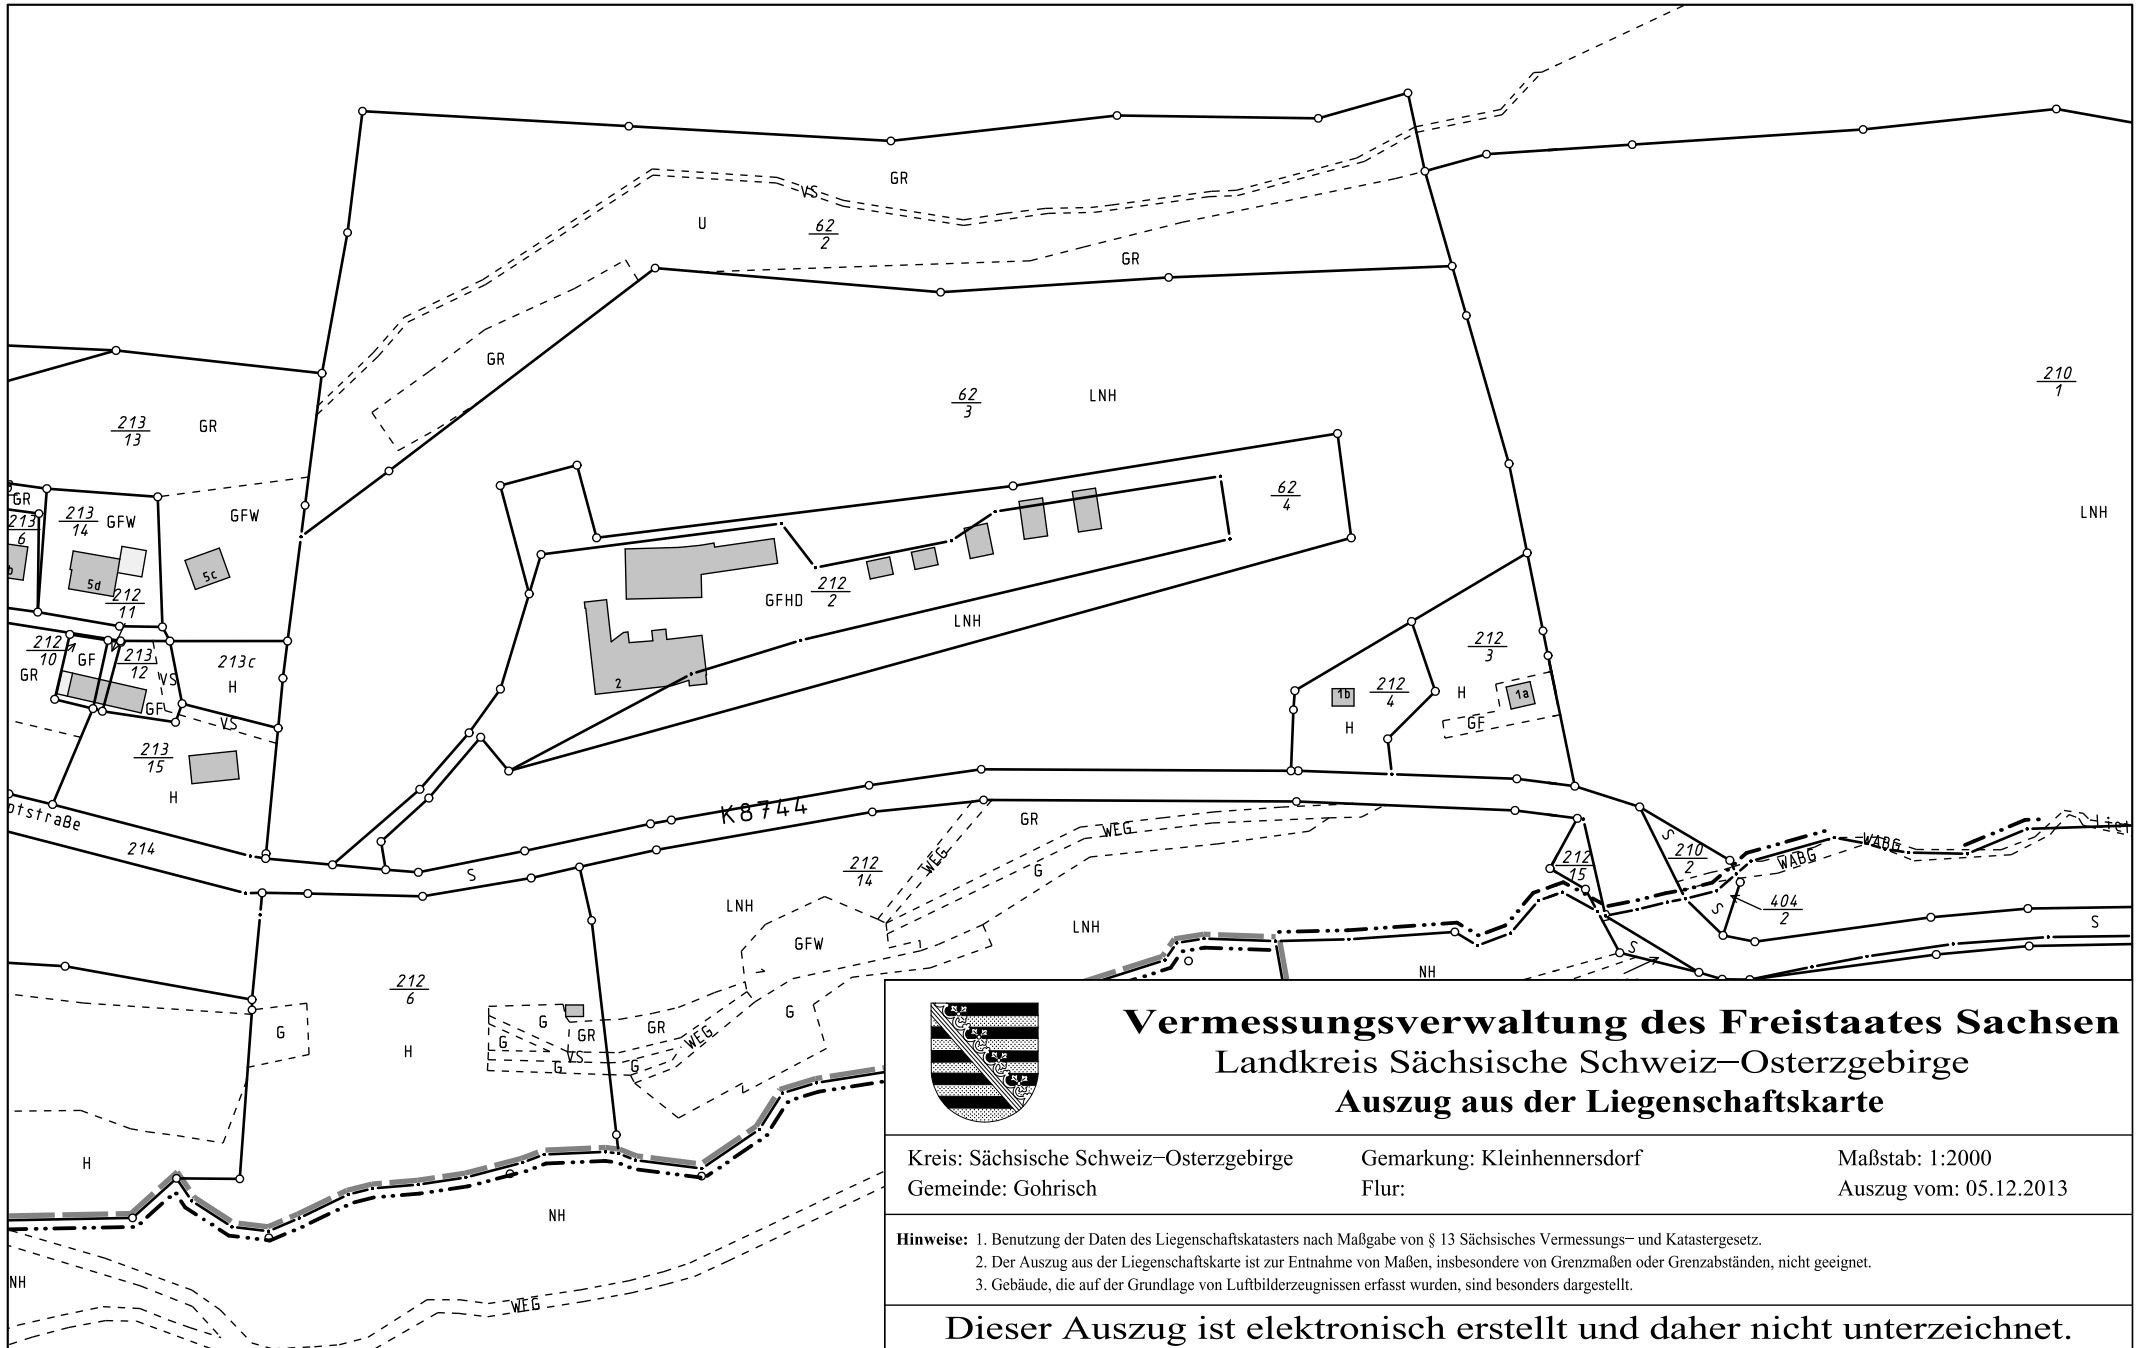 GR
VS
U
62
2
GR
GR
62
3
LNH
210
1
213
13
GR
LNH
GR
213
6
213
14
GFW
GFW
62
4
5d
5c
212
11
GFHD
212
2
LNH
212
10
GF
213
12
213c
GR
VS
H
GF
VS
2
212
3
1b
212
4
H
1a
H
GF
213
15
H
K8744
ptstraße
214
S
GR
WEG
WEG
212
14
G
S
210
2
212
15
WABG
WABG
404
2
S
S
S
LNH
GFW
LNH
NH
212
6
G
G
G
GR
GR
VS
G
G
WEG
G
H
H
NH
NH
WEG
Vermessungsverwaltung des Freistaates Sachsen
Landkreis Sächsische Schweiz−Osterzgebirge
Auszug aus der Liegenschaftskarte
Kreis: Sächsische Schweiz−Osterzgebirge Gemarkung: Kleinhennersdorf Maßstab: 1:2000
Gemeinde: Gohrisch Flur: Auszug vom: 05.12.2013
Hinweise: 1. Benutzung der Daten des Liegenschaftskatasters nach Maßgabe von § 13 Sächsisches Vermessungs− und Katastergesetz.
2. Der Auszug aus der Liegenschaftskarte ist zur Entnahme von Maßen, insbesondere von Grenzmaßen oder Grenzabständen, nicht geeignet.
3. Gebäude, die auf der Grundlage von Luftbilderzeugnissen erfasst wurden, sind besonders dargestellt.
Dieser Auszug ist elektronisch erstellt und daher nicht unterzeichnet.